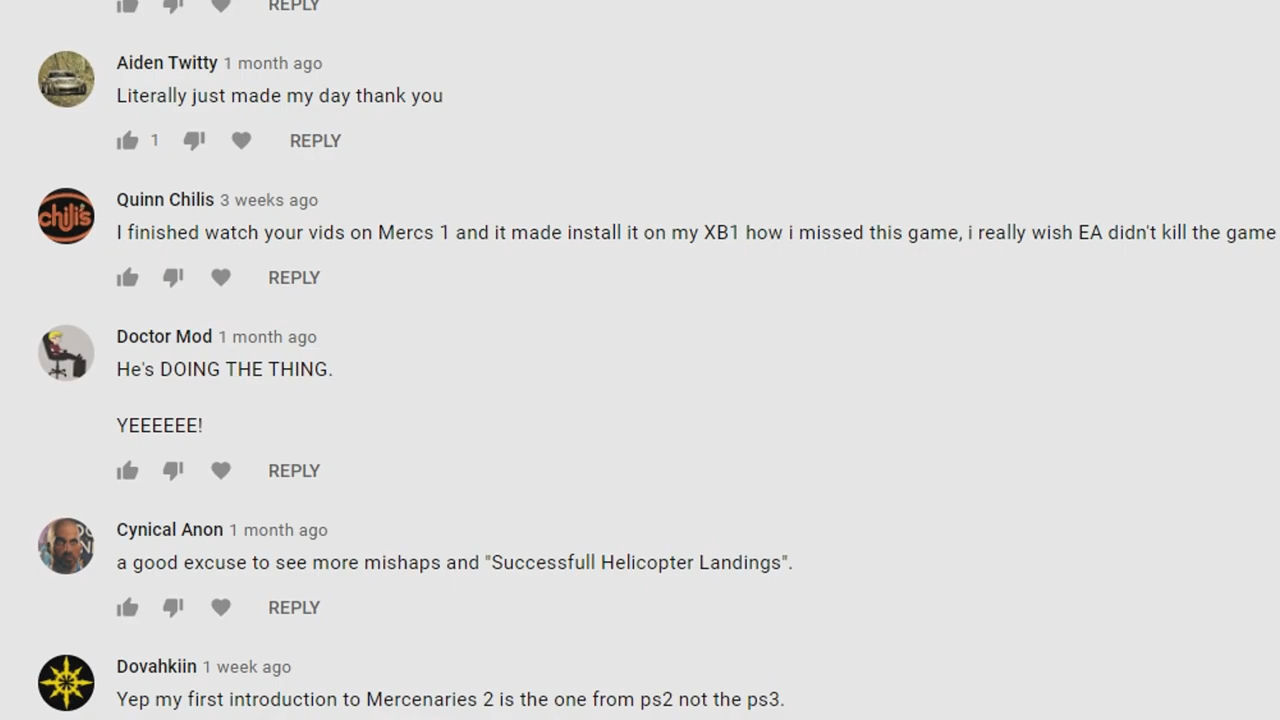 REPLY
Aiden Twitty 1 month ago
Literally just made my day thank you
1 REPLY
chili's
Quinn Chilis 3 weeks ago
I finished watch your vids on Mercs 1 and it made install it on my XB1 how i missed this game, i really wish EA didn't kill the game
REPLY
Doctor Mod 1 month ago
He's DOING THE THING.
YEEEEEE!
REPLY
Cynical Anon 1 month ago
a good excuse to see more mishaps and "Successfull Helicopter Landings".
REPLY
Dovahkiin 1 week ago
Yep my first introduction to Mercenaries 2 is the one from ps2 not the ps3.